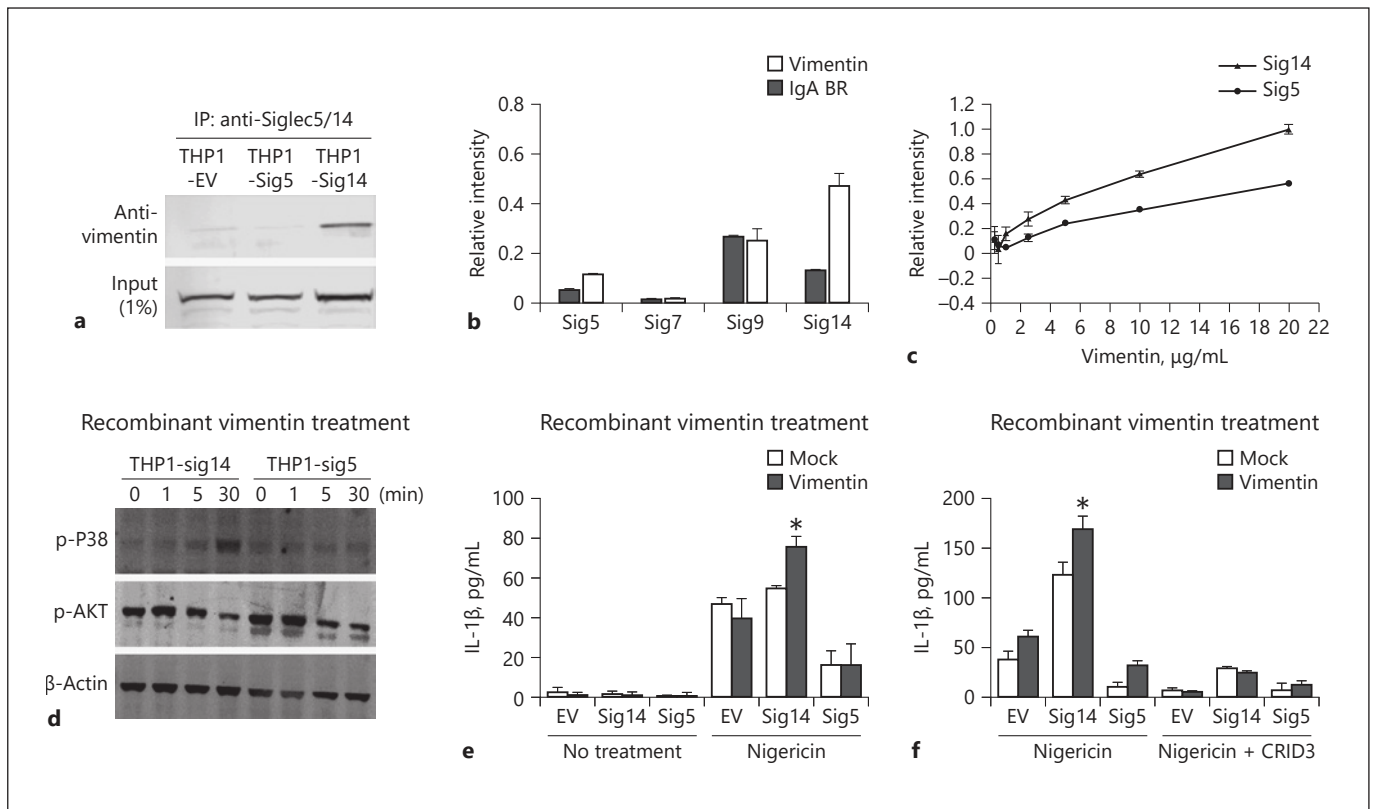 IP: anti-Siglec5/14
THP1 THP1 THP1
-EV -Sig5 -Sig14
Anti-
vimentin
Input
(1%)
a
Vimentin
IgA BR
Relative intensity
0.8
0.6
0.4
0.2
0
Sig5 Sig7 Sig9 Sig14
b
Sig14
Sig5
Relative intensity
1.2
1.0
0.8
0.6
0.4
0.2
0
–0.2
–0.4
0 2 4 6 8 10 12 14 16 18 20 22
Vimentin, µg/mL
c
Recombinant vimentin treatment
THP1-sig14 THP1-sig5
0 1 5 30 0 1 5 30 (min)
p-P38
p-AKT
β-Actin
d
Recombinant vimentin treatment
Mock
Vimentin
IL-1β, pg/mL
100
80
60
40
20
0
*
EV Sig14 Sig5 EV Sig14 Sig5
No treatment Nigericin
e
Recombinant vimentin treatment
Mock
Vimentin
IL-1β, pg/mL
200
150
100
50
0
*
EV Sig14 Sig5 EV Sig14 Sig5
Nigericin Nigericin + CRID3
f